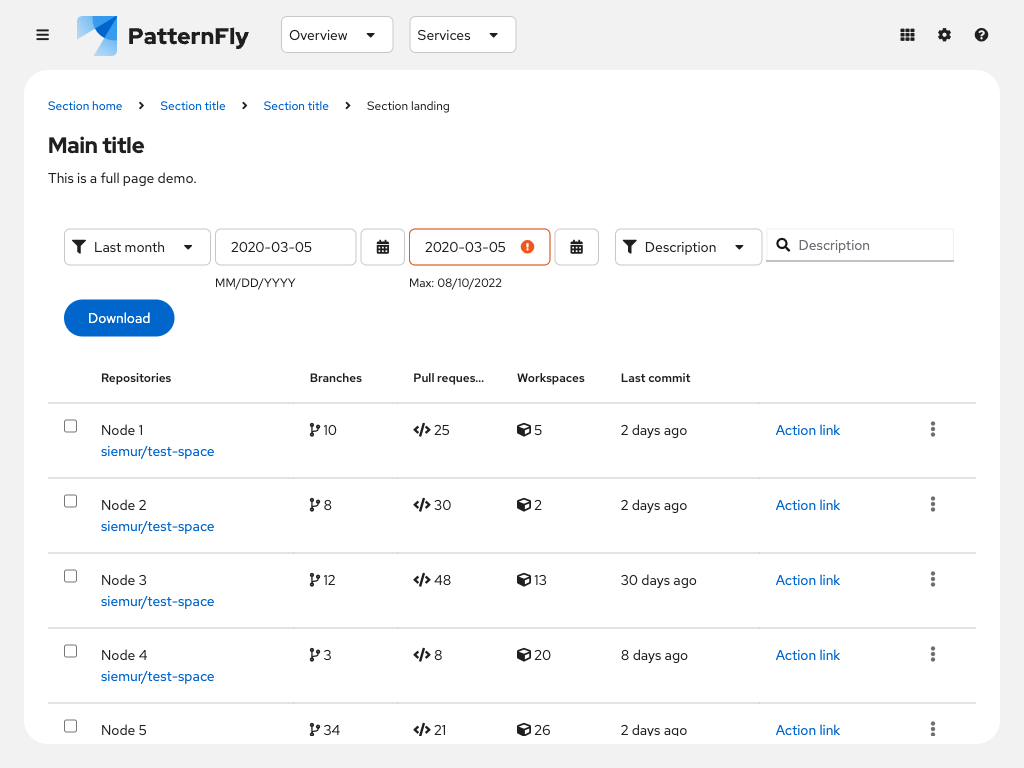 PatternFly Overview Services
Section home Section title Section title Section landing
Main title
This is a full page demo.
Last month 2020-03-05 2020-03-05 Description Description
MM/DD/YYYY Max: 08/10/2022
Download
Repositories Branches Pull reques... Workspaces Last commit
Node 1 10 25 5 2 days ago Action link
siemur/test-space
Node 2 8 30 2 2 days ago Action link
siemur/test-space
Node 3 12 48 13 30 days ago Action link
siemur/test-space
Node 4 3 8 20 8 days ago Action link
siemur/test-space
Node 5 34 21 26 2 days ago Action link